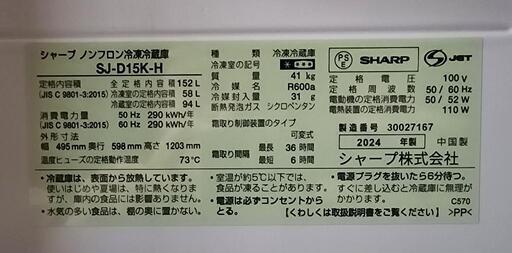 シャープ ノンフロン冷凍冷蔵庫
SJ-D15K-H
定格内容積 全定格内容積 152 L
(JIS C 9801-3:2015) 冷凍室の定格内容積 58 L
冷蔵室の定格内容積 94 L
消費電力量 50 Hz 290 kWh/年
(JIS C 9801-3:2015) 60 Hz 290 kWh/年
外形寸法
幅 495 mm 奥行 598 mm 高さ 1203 mm
温度ヒューズの定格動作温度 73℃
種類 冷凍冷蔵庫
冷凍室の記号
質量 41 kg
冷媒 R600a
冷媒封入量 31 g
断熱発泡ガス シクロペンタン
霜取り制御装置のタイプ
可変式
霜取り間隔 最長 36 時間
最短 6 時間
PS
E
SHARP
JET
定格電圧 100 V
定格周波数 50 / 60 Hz
電動機の定格消費電力 50 / 52 W
電熱装置の定格消費電力 110 W
製造番号 30027167
2024 年製 中国製
シャープ株式会社
●冷蔵庫は、表面から放熱しています。
使いはじめや夏場は、特に熱くなりますが、庫内の食品には影響ありません。
●水気の多い食品は、棚の奥に置かない。
●室温が約5℃以下では、
食品が凍ることがあります。
●電源は必ずコンセントから
とる。
●電源プラグを抜いたら6分待つ。
すぐに差し込むと冷蔵庫に無理が
かかります。
C570
【くわしくは取扱説明書をご覧ください】 >PP<